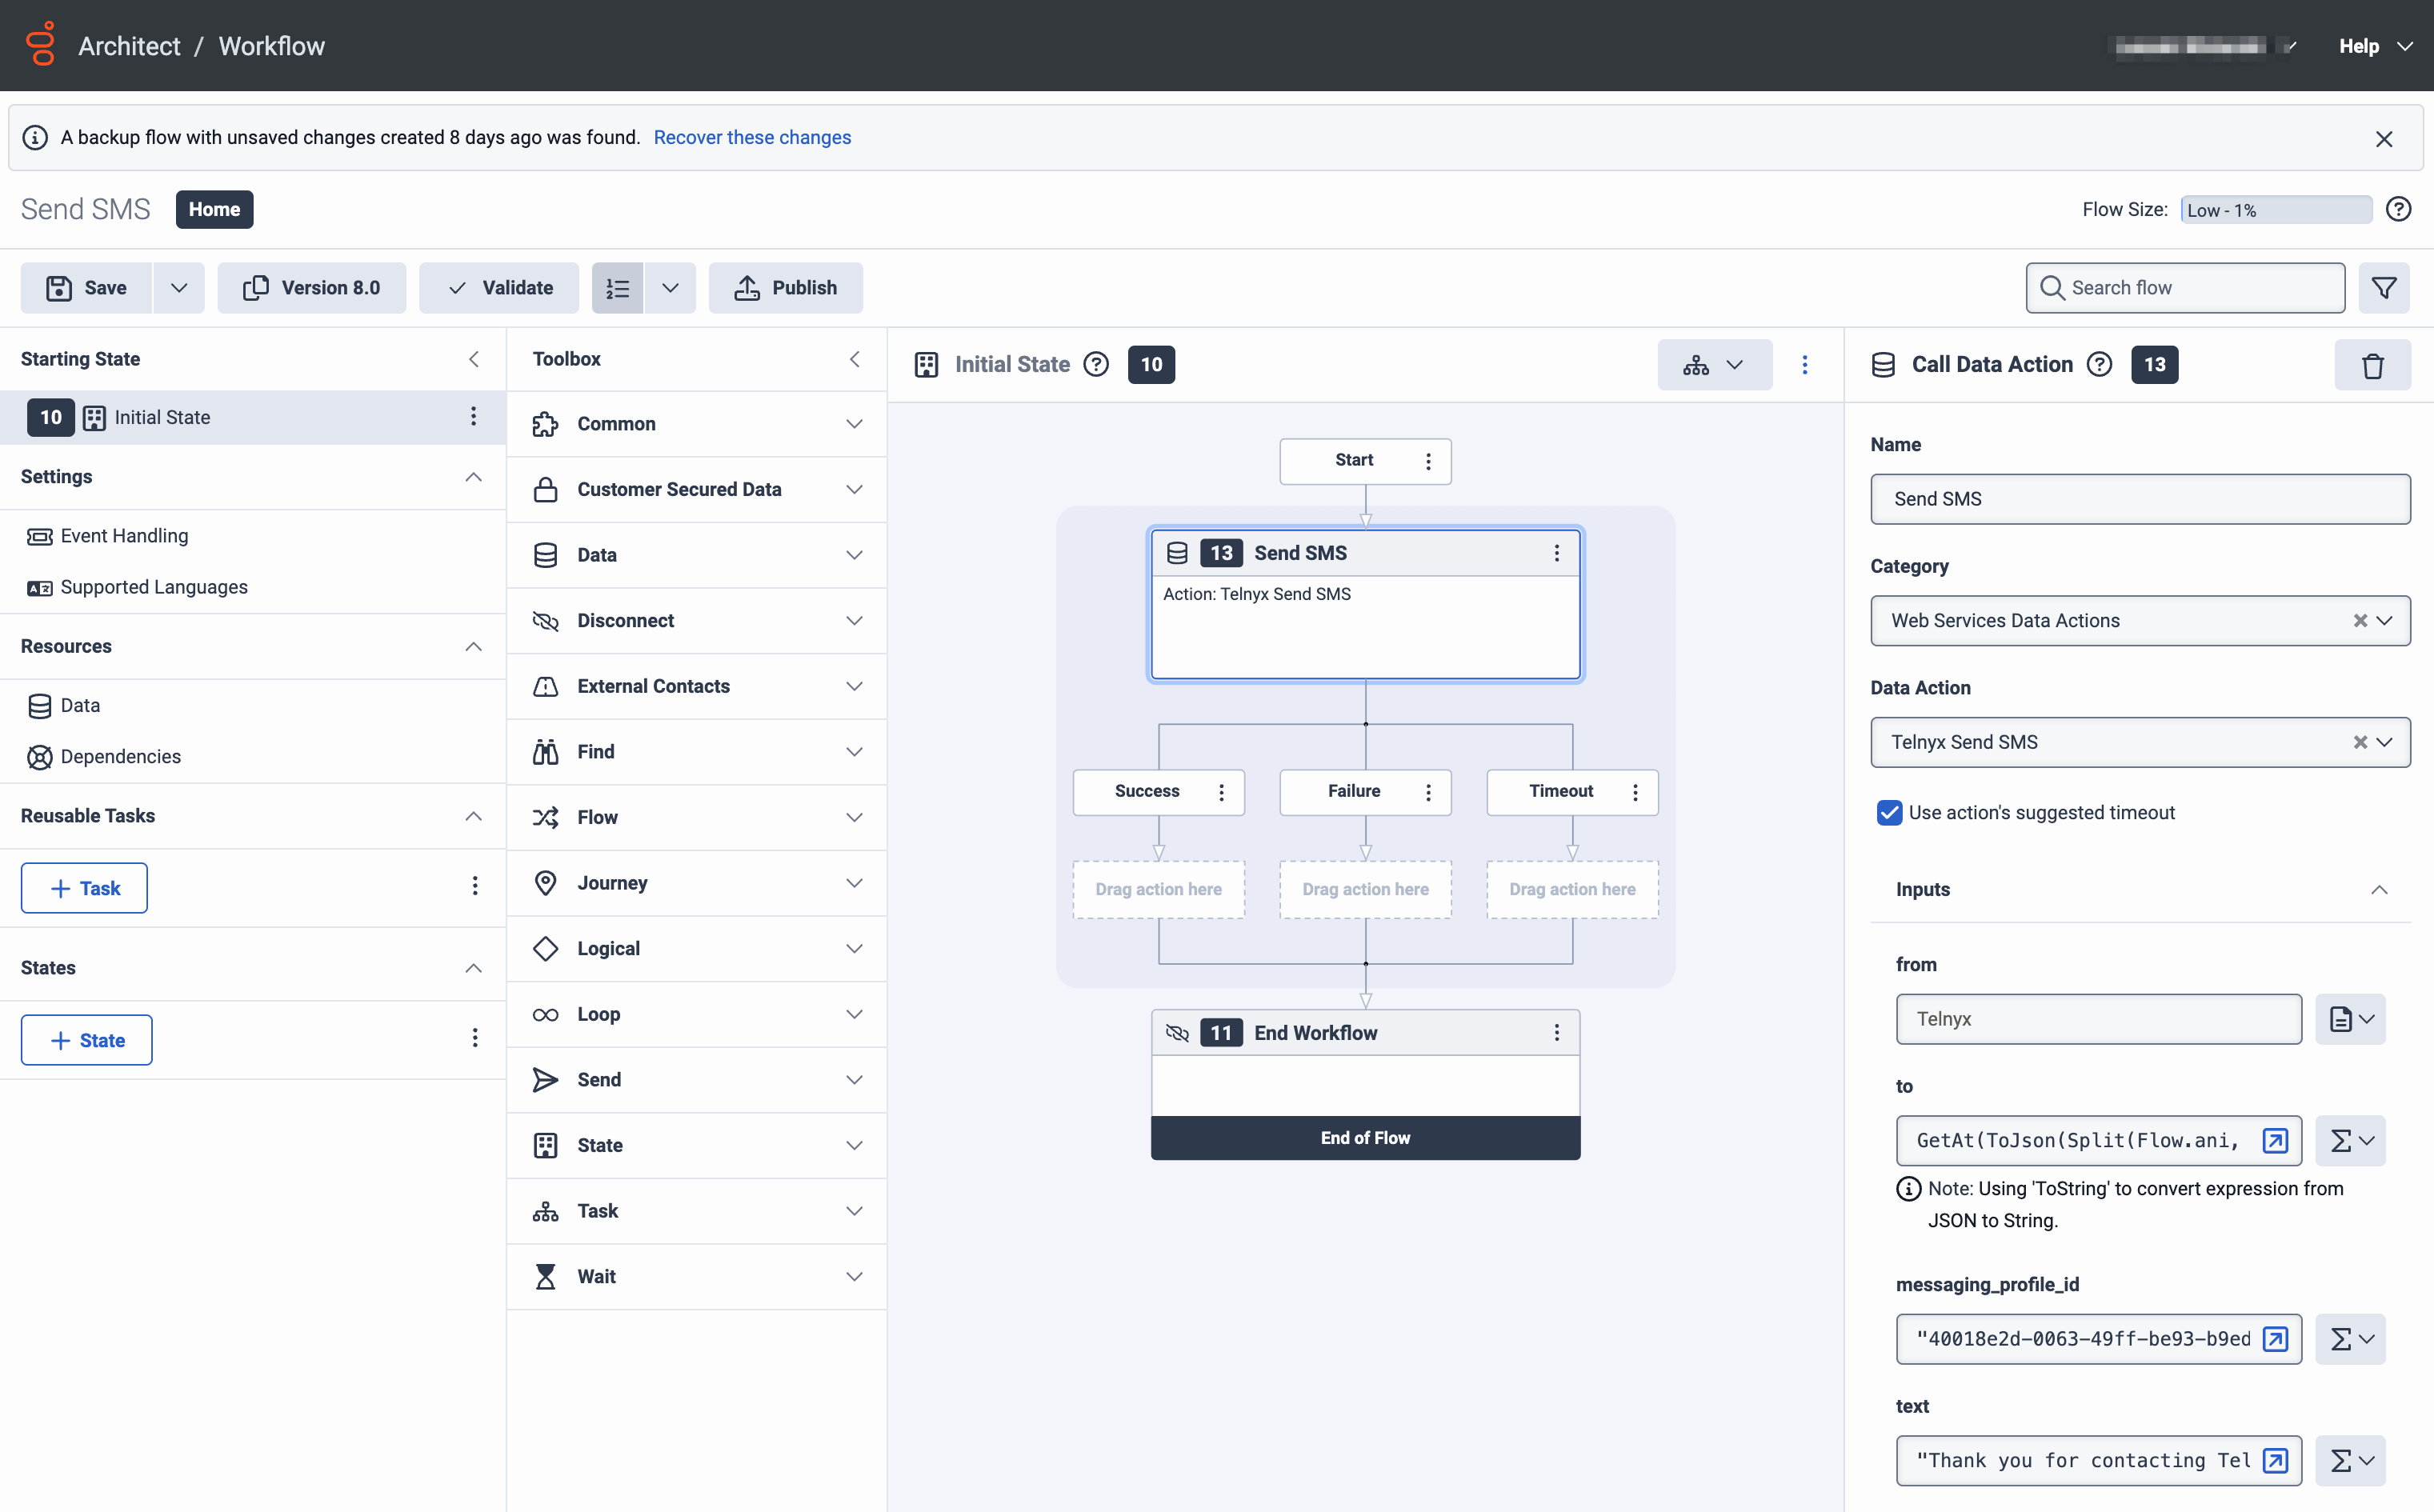 Architect / Workflow
Help
A backup flow with unsaved changes created 8 days ago was found. Recover these changes
Send SMS Home
Flow Size: Low - 1%
Save
Version 8.0
Validate
Publish
Search flow
Starting State
10 Initial State
Settings
Event Handling
Supported Languages
Resources
Data
Dependencies
Reusable Tasks
Task
States
State
Toolbox
Common
Customer Secured Data
Data
Disconnect
External Contacts
Find
Flow
Journey
Logical
Loop
Send
State
Task
Wait
Initial State 10
Start
13 Send SMS
Action: Telnyx Send SMS
Success Failure Timeout
Drag action here Drag action here Drag action here
11 End Workflow
End of Flow
Call Data Action 13
Name
Send SMS
Category
Web Services Data Actions
Data Action
Telnyx Send SMS
Use action's suggested timeout
Inputs
from
Telnyx
to
GetAt(ToJson(Split(Flow.ani,
Note: Using 'ToString' to convert expression from
JSON to String.
messaging_profile_id
"40018e2d-0063-49ff-be93-b9ed
text
"Thank you for contacting Tel